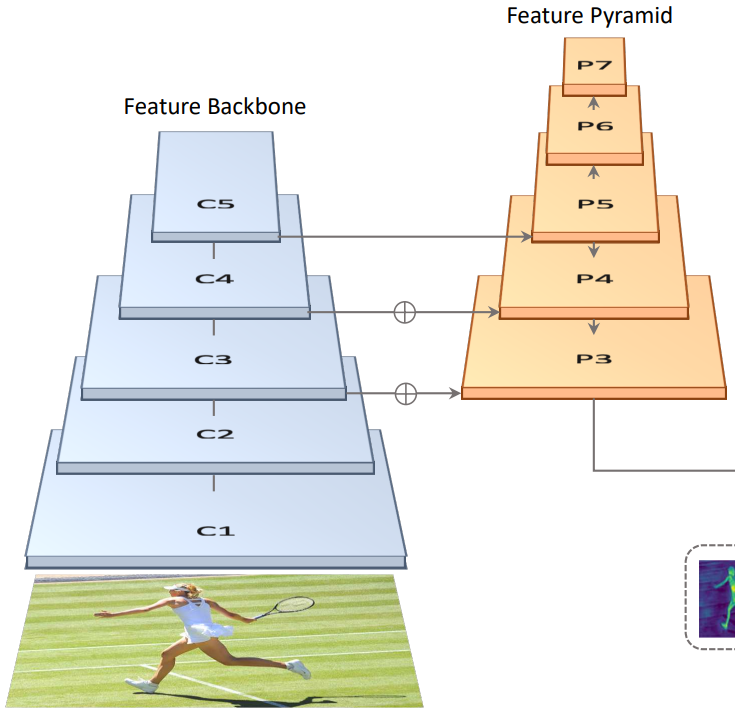 Feature Pyramid
P7
Feature Backbone
P6
C5
P5
C4
P4
C3
P3
C2
C1